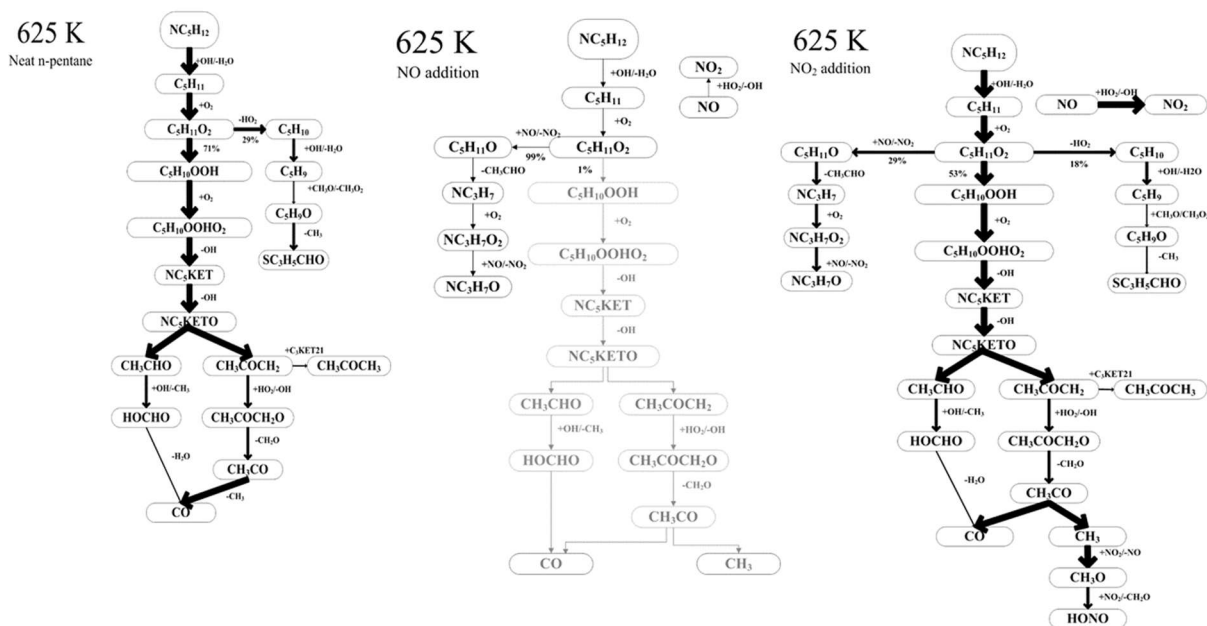 625 K
Neat n-pentane
NC₅H₁₂
+OH/-H₂O
C₅H₁₁
+O₂
C₅H₁₁O₂
-HO₂
29%
C₅H₁₀
71%
+OH/-H₂O
C₅H₁₀OOH
C₅H₉
+O₂
+CH₃O/-CH₃O₂
C₅H₉O
C₅H₁₀OOHO₂
-CH₃
-OH
SC₃H₅CHO
NC₅KET
-OH
NC₅KETO
CH₃CHO
CH₃COCH₂
+C₃KET21
CH₃COCH₃
+OH/-CH₃
+HO₂/-OH
HOCHO
CH₃COCH₂O
-CH₂O
-H₂O
CH₃CO
-CH₃
CO
625 K
NO addition
NC₅H₁₂
+OH/-H₂O
NO₂
+HO₂/-OH
NO
C₅H₁₁
+O₂
C₅H₁₁O
+NO/-NO₂
99%
C₅H₁₁O₂
1%
-CH₃CHO
C₅H₁₀OOH
NC₃H₇
+O₂
+O₂
NC₃H₇O₂
C₅H₁₀OOHO₂
+NO/-NO₂
-OH
NC₃H₇O
NC₅KET
-OH
NC₅KETO
CH₃CHO
CH₃COCH₂
+OH/-CH₃
+HO₂/-OH
HOCHO
CH₃COCH₂O
-CH₂O
CH₃CO
CO
CH₃
625 K
NO₂ addition
NC₅H₁₂
+OH/-H₂O
C₅H₁₁
NO
+HO₂/-OH
NO₂
+O₂
C₅H₁₁O
+NO/-NO₂
29%
C₅H₁₁O₂
-HO₂
18%
C₅H₁₀
53%
-CH₃CHO
+OH/-H2O
C₅H₁₀OOH
NC₃H₇
C₅H₉
+O₂
+O₂
+CH₃O/CH₃O₂
NC₃H₇O₂
C₅H₉O
C₅H₁₀OOHO₂
+NO/-NO₂
-OH
-CH₃
NC₃H₇O
SC₃H₅CHO
NC₅KET
-OH
NC₅KETO
CH₃CHO
CH₃COCH₂
+C₃KET21
CH₃COCH₃
+OH/-CH₃
+HO₂/-OH
HOCHO
CH₃COCH₂O
-CH₂O
-H₂O
CH₃CO
CO
CH₃
+NO₂/-NO
CH₃O
+NO₂/-CH₂O
HONO